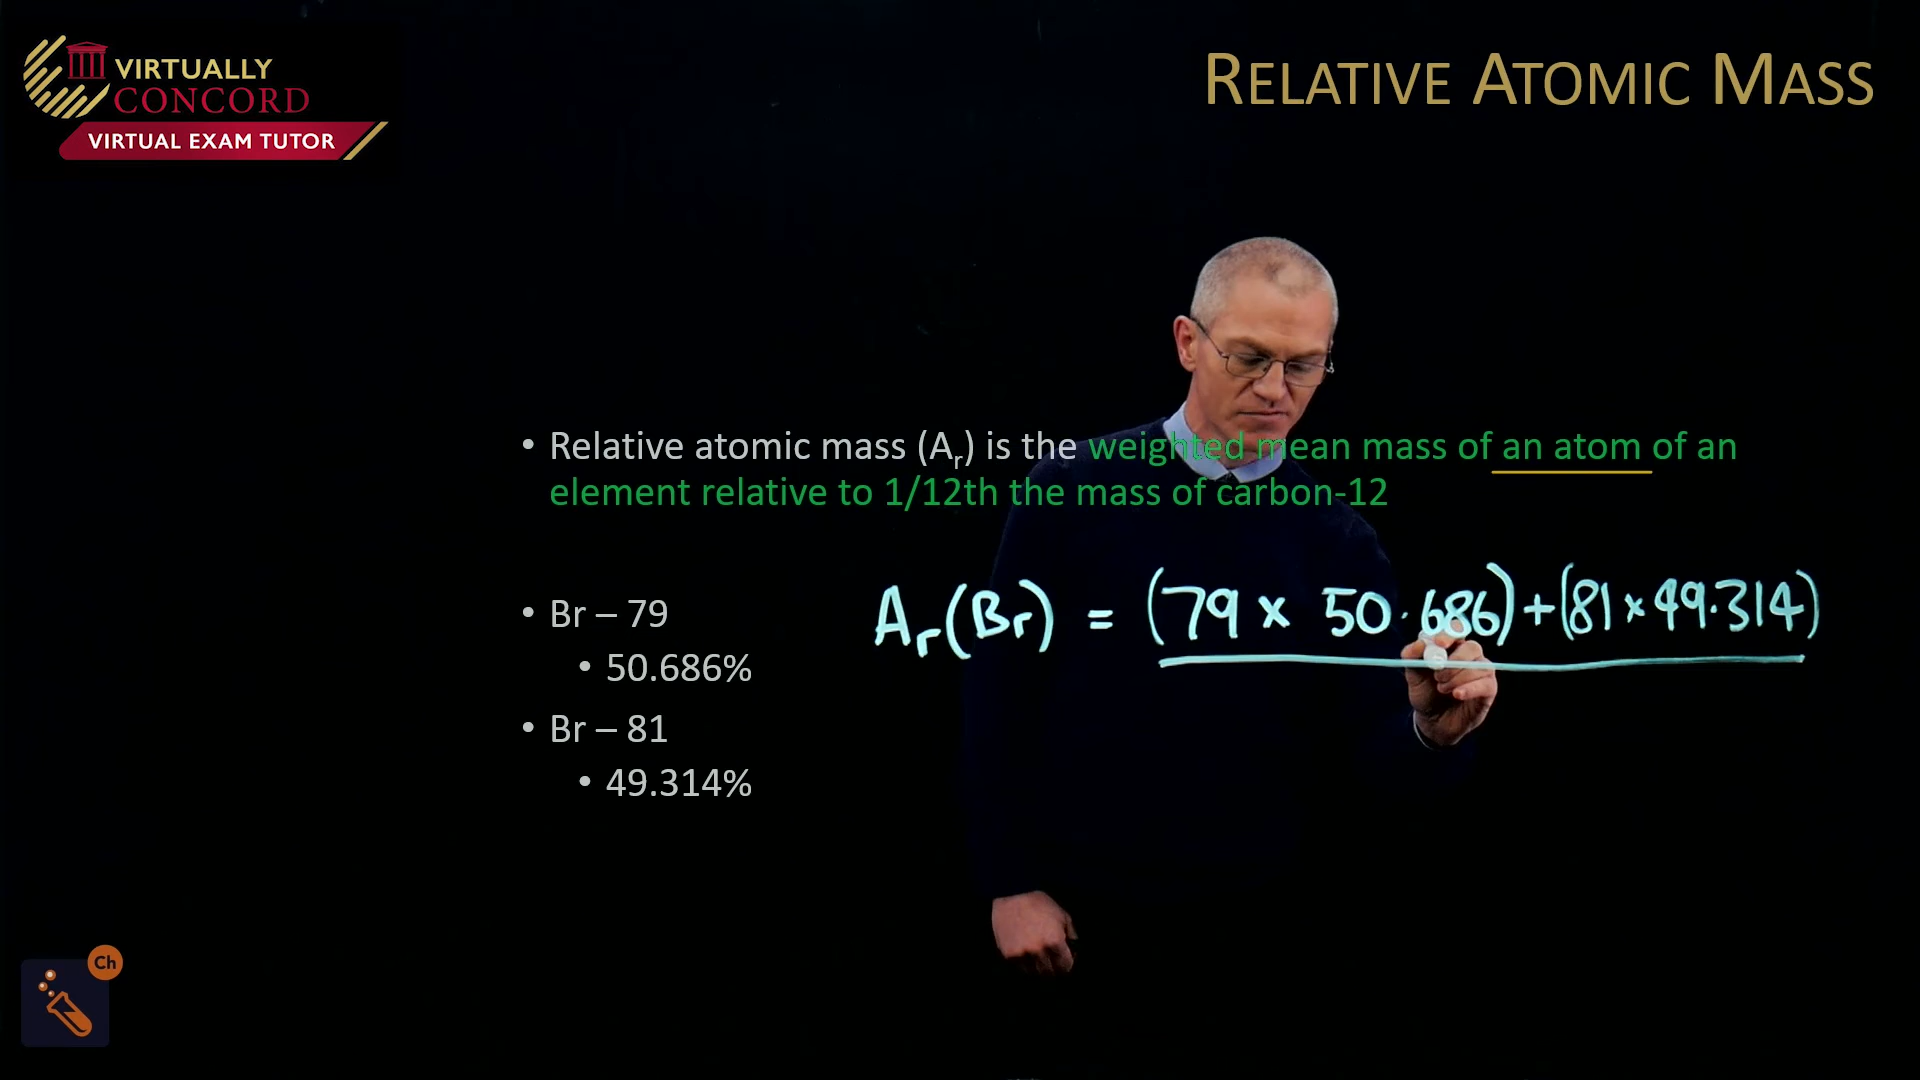 VIRTUALLY
CONCORD
VIRTUAL EXAM TUTOR
RELATIVE ATOMIC MASS
• Relative atomic mass (Ar) is the weighted mean mass of an atom of an
element relative to 1/12th the mass of carbon-12
Ar(Br) = (79 x 50.686) + (81 x 49.314)
• Br – 79
• 50.686%
• Br – 81
• 49.314%
Ch